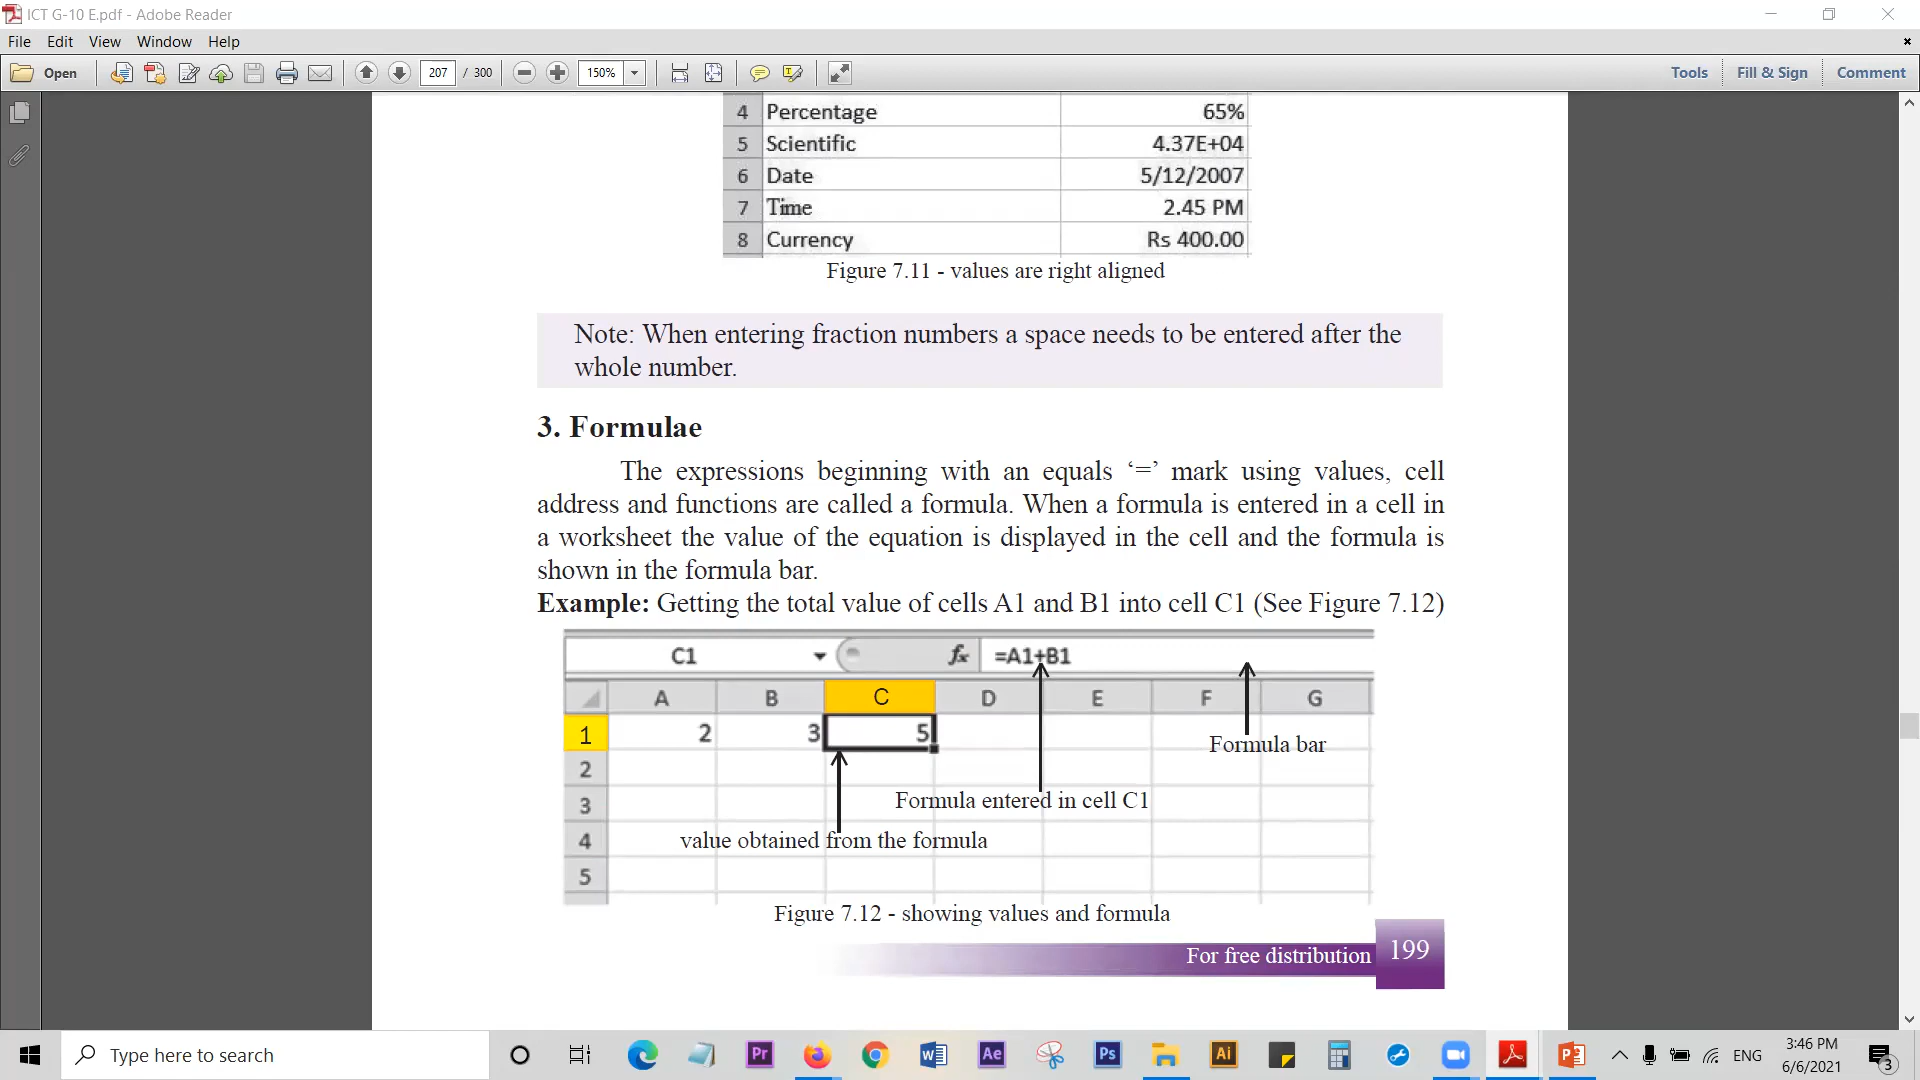 ICT G-10 E.pdf - Adobe Reader
File Edit View Window Help
Open 207 / 300 150% Tools Fill & Sign Comment
4 Percentage 65%
5 Scientific 4.37E+04
6 Date 5/12/2007
7 Time 2.45 PM
8 Currency Rs 400.00
Figure 7.11 - values are right aligned
Note: When entering fraction numbers a space needs to be entered after the
whole number.
3. Formulae
The expressions beginning with an equals ‘=’ mark using values, cell
address and functions are called a formula. When a formula is entered in a cell in
a worksheet the value of the equation is displayed in the cell and the formula is
shown in the formula bar.
Example: Getting the total value of cells A1 and B1 into cell C1 (See Figure 7.12)
C1 fx =A1+B1
A B C D E F G
1 2 3 5
Formula bar
2
3
Formula entered in cell C1
4
value obtained from the formula
5
Figure 7.12 - showing values and formula
For free distribution 199
Type here to search Pr W Ae Ps Ai P ENG 3:46 PM
6/6/2021 3